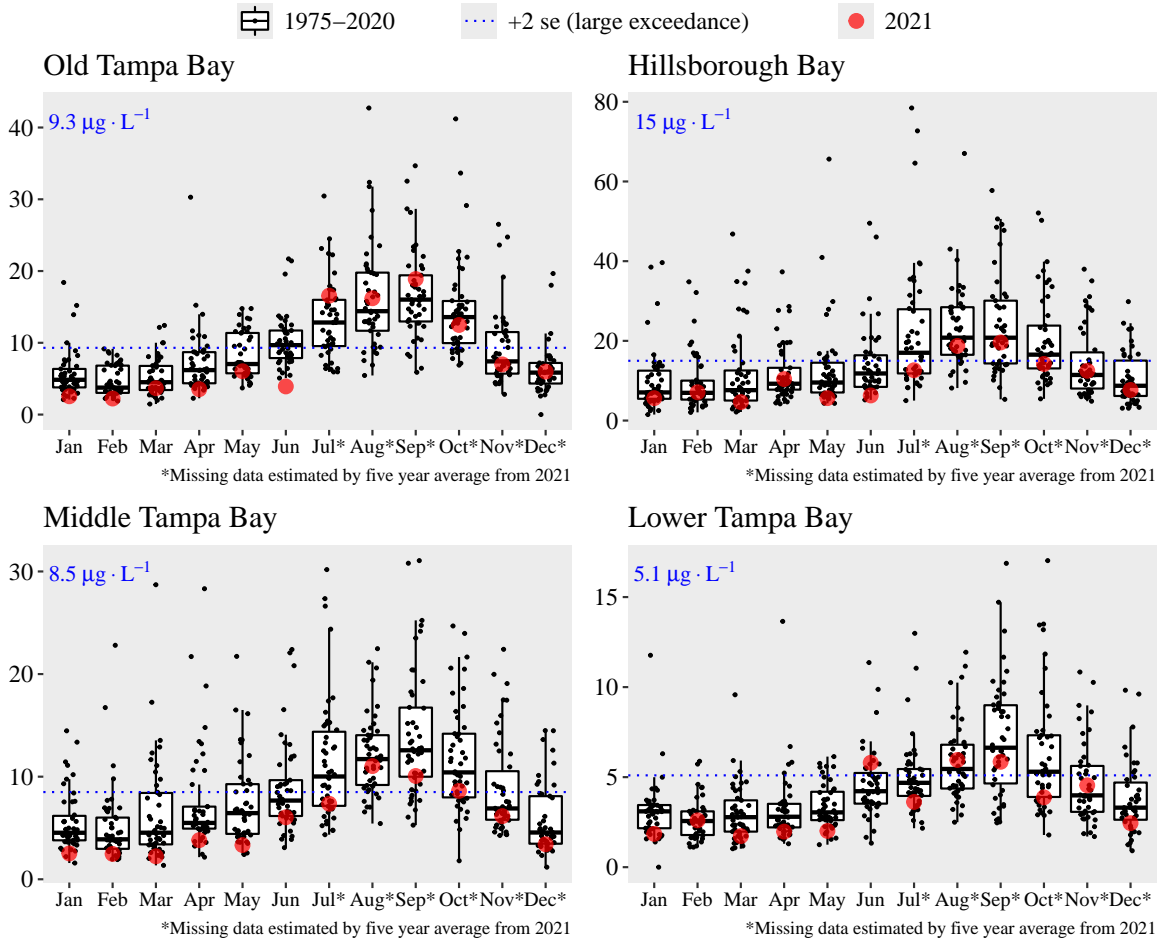 1975−2020 +2 se (large exceedance) 2021
Old Tampa Bay
9.3 μg · L⁻¹
40
30
20
10
0
Jan Feb Mar Apr May Jun Jul* Aug* Sep* Oct* Nov* Dec*
*Missing data estimated by five year average from 2021
Hillsborough Bay
15 μg · L⁻¹
80
60
40
20
0
Jan Feb Mar Apr May Jun Jul* Aug* Sep* Oct* Nov* Dec*
*Missing data estimated by five year average from 2021
Middle Tampa Bay
8.5 μg · L⁻¹
30
20
10
0
Jan Feb Mar Apr May Jun Jul* Aug* Sep* Oct* Nov* Dec*
*Missing data estimated by five year average from 2021
Lower Tampa Bay
5.1 μg · L⁻¹
15
10
5
0
Jan Feb Mar Apr May Jun Jul* Aug* Sep* Oct* Nov* Dec*
*Missing data estimated by five year average from 2021